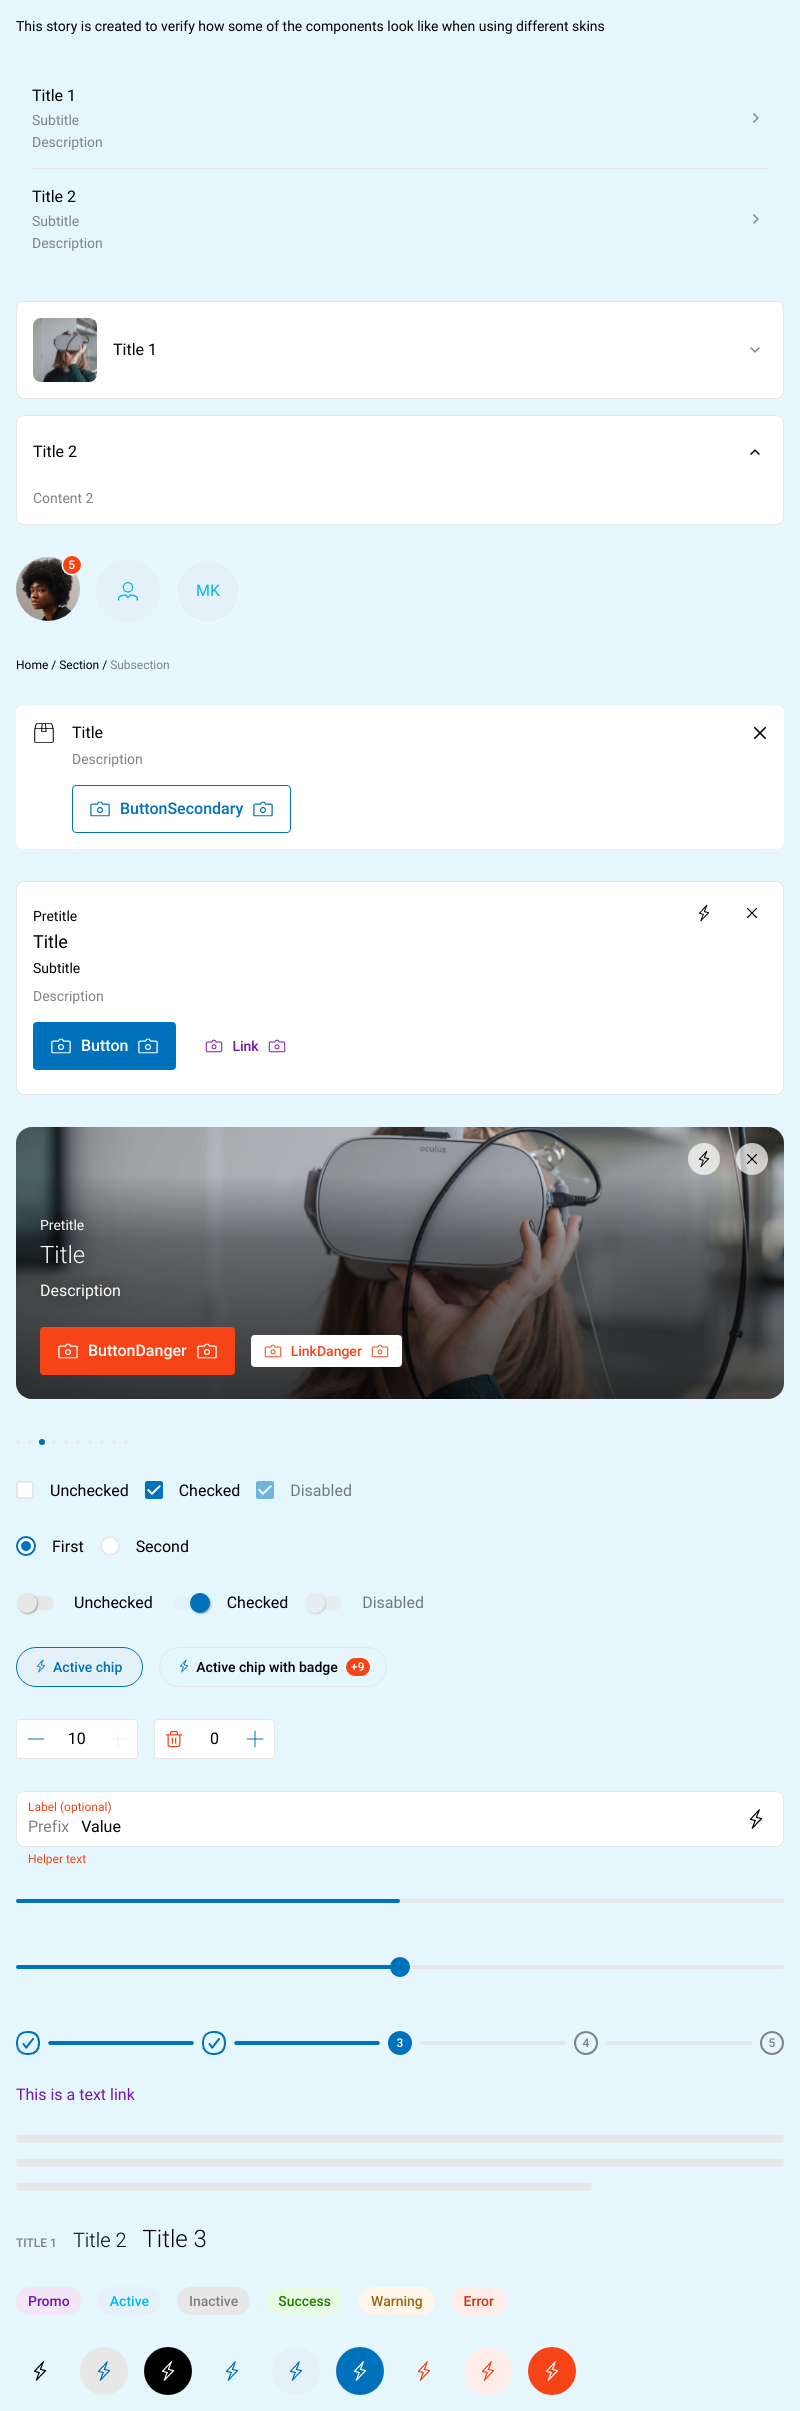 This story is created to verify how some of the components look like when using different skins
Title 1
Subtitle
Description
Title 2
Subtitle
Description
Title 1
Title 2
Content 2
5
MK
Home / Section / Subsection
Title
Description
ButtonSecondary
Pretitle
Title
Subtitle
Description
Button Link
oculus
Pretitle
Title
Description
ButtonDanger LinkDanger
Unchecked Checked Disabled
First Second
Unchecked Checked Disabled
Active chip Active chip with badge +9
10 0
Label (optional)
Prefix Value
Helper text
3 4 5
This is a text link
TITLE 1 Title 2 Title 3
Promo Active Inactive Success Warning Error